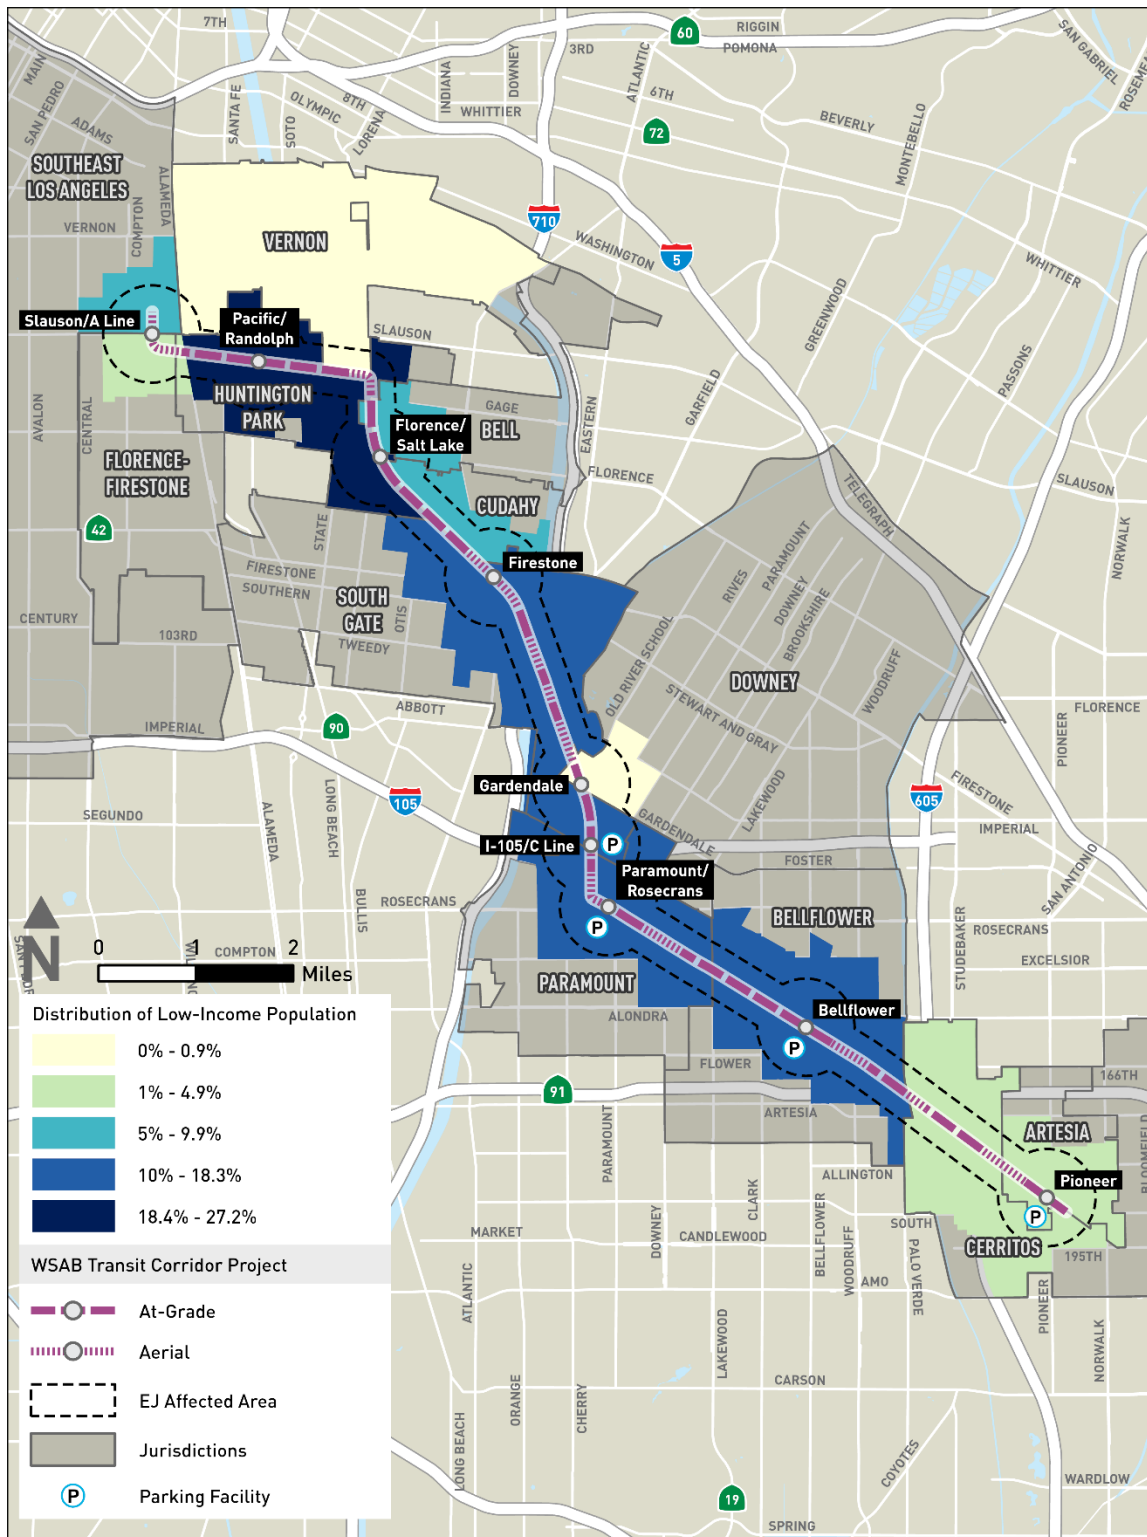 7TH
RIGGIN
60
POMONA
3RD
MAIN
SAN PEDRO
ADAMS
SANTA FE
OLYMPIC
8TH
SOTO
LORENA
INDIANA
DOWNEY
WHITTIER
ATLANTIC
6TH
72
BEVERLY
MONTEBELLO
SAN GABRIEL
SOUTHEAST
LOS ANGELES
ALAMEDA
COMPTON
VERNON
VERNON
710
WASHINGTON
5
WHITTIER
GREENWOOD
PASSONS
Slauson/A Line
Pacific/
Randolph
SLAUSON
HUNTINGTON
PARK
GAGE
BELL
EASTERN
GARFIELD
AVALON
CENTRAL
Florence/
Salt Lake
FLORENCE-
FIRESTONE
FLORENCE
CUDAHY
SLAUSON
TELEGRAPH
NORWALK
42
STATE
FIRESTONE
SOUTHERN
Firestone
SOUTH
GATE
OTIS
TWEEDY
CENTURY
103RD
RIVES
PARAMOUNT
DOWNEY
BROOKSHIRE
OLD RIVER SCHOOL
DOWNEY
WOODRUFF
STEWART AND GRAY
IMPERIAL
ABBOTT
90
FLORENCE
PIONEER
Gardendale
105
SEGUNDO
ALAMEDA
LONG BEACH
LAKEWOOD
GARDENDALE
605
FIRESTONE
IMPERIAL
I-105/C Line
P
FOSTER
SAN ANTONIO
Paramount/
Rosecrans
P
BULLIS
ROSECRANS
BELLFLOWER
STUDEBAKER
ROSECRANS
EXCELSIOR
N
0 1 2
Miles
COMPTON
PARAMOUNT
ALONDRA
Bellflower
P
FLOWER
91
ARTESIA
166TH
ARTESIA
BLOOMFIELD
PARAMOUNT
ALLINGTON
Pioneer
P
MARKET
DOWNEY
CLARK
CANDLEWOOD
BELLFLOWER
WOODRUFF
SOUTH
PALO VERDE
CERRITOS
195TH
ATLANTIC
AMO
PIONEER
NORWALK
LAKEWOOD
CARSON
ORANGE
CHERRY
LONG BEACH
COYOTES
WARDLOW
19
SPRING
Distribution of Low-Income Population
0% - 0.9%
1% - 4.9%
5% - 9.9%
10% - 18.3%
18.4% - 27.2%
WSAB Transit Corridor Project
At-Grade
Aerial
EJ Affected Area
Jurisdictions
P Parking Facility